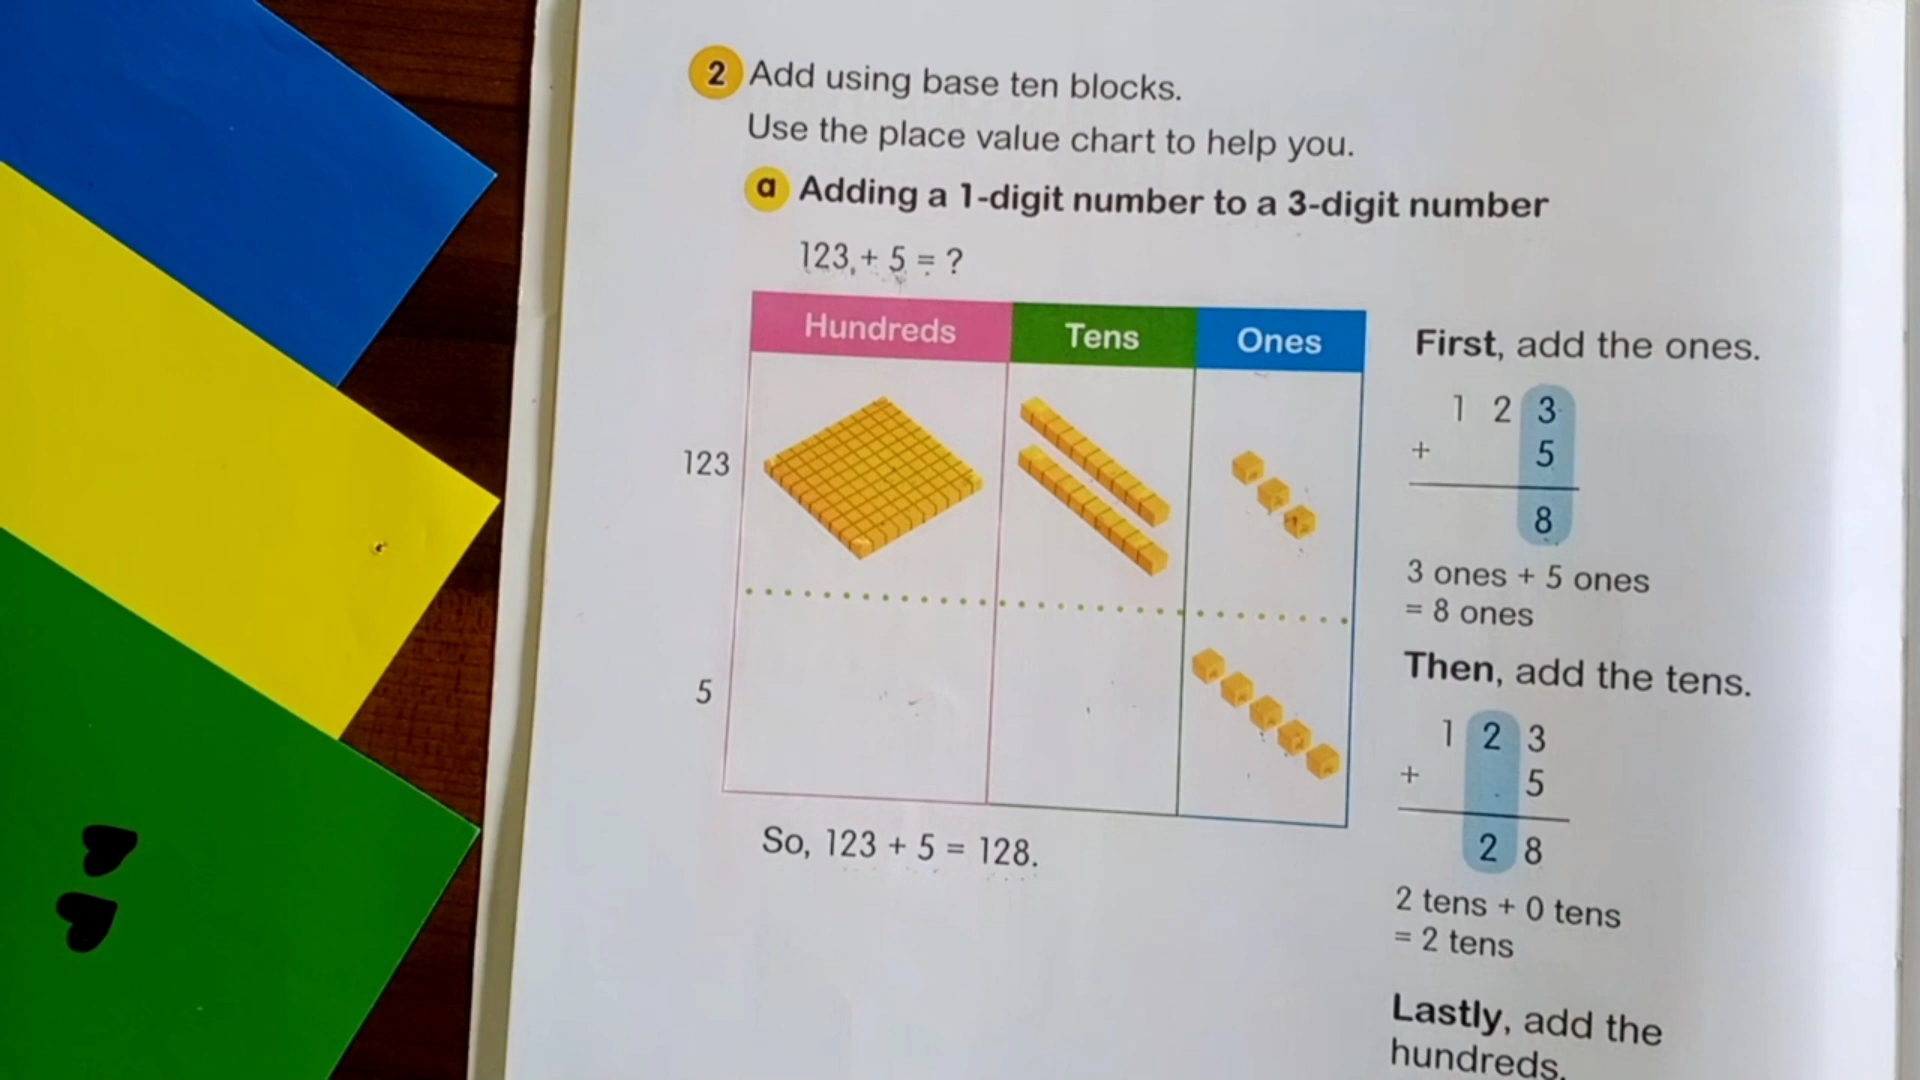 2 Add using base ten blocks.
Use the place value chart to help you.
a Adding a 1-digit number to a 3-digit number
123 + 5 = ?
Hundreds Tens Ones
123
5
So, 123 + 5 = 128.
First, add the ones.
1 2 3
+ 5
8
3 ones + 5 ones
= 8 ones
Then, add the tens.
1 2 3
+ 5
2 8
2 tens + 0 tens
= 2 tens
Lastly, add the
hundreds.